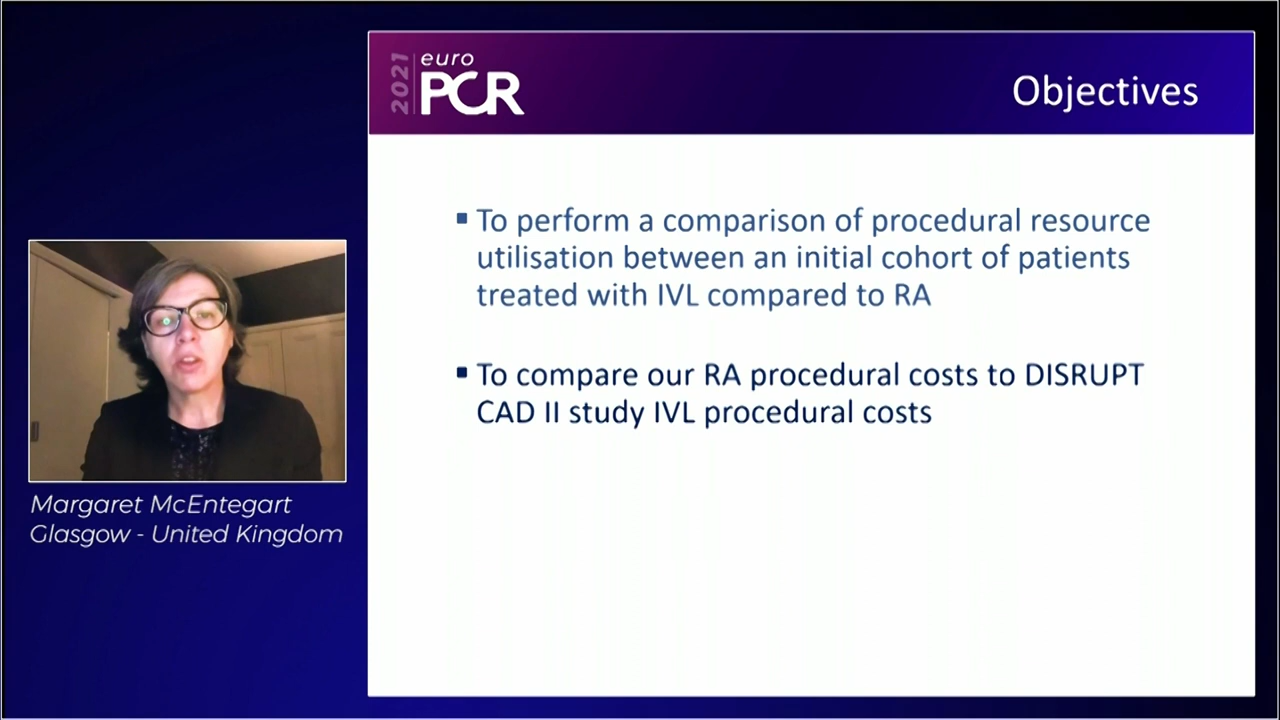 2021
euro
PCR
Objectives
▪ To perform a comparison of procedural resource
utilisation between an initial cohort of patients
treated with IVL compared to RA
▪ To compare our RA procedural costs to DISRUPT
CAD II study IVL procedural costs
Margaret McEntegart
Glasgow - United Kingdom